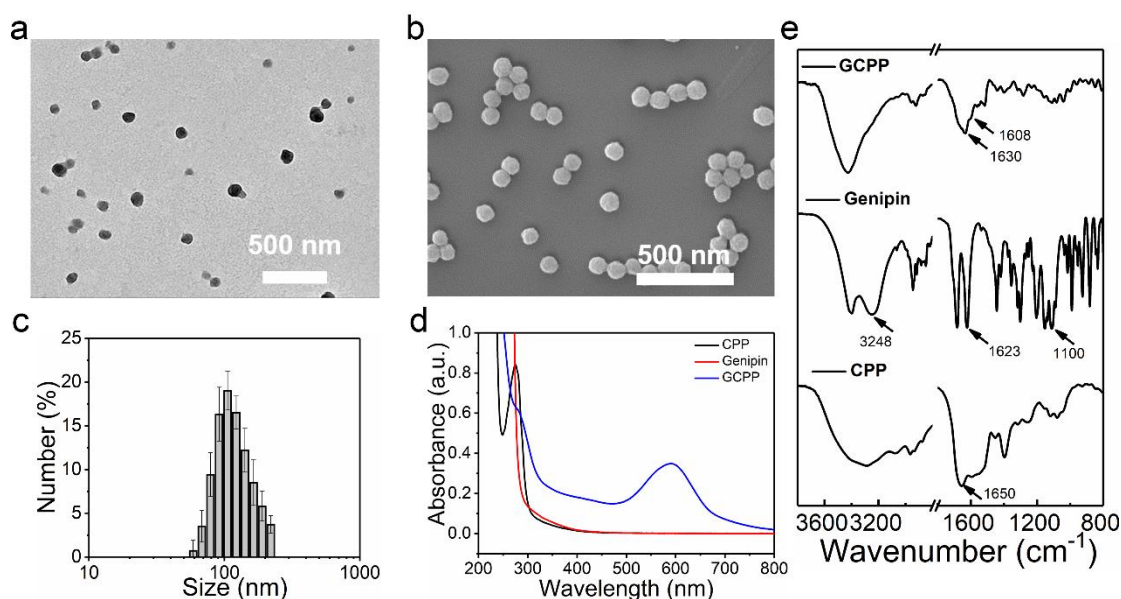 a
500 nm
b
500 nm
c
Number (%)
25
20
15
10
5
0
10
100
1000
Size (nm)
d
Absorbance (a.u.)
1.0
0.8
0.6
0.4
0.2
0.0
200 300 400 500 600 700 800
Wavelength (nm)
CPP
Genipin
GCPP
e
GCPP
1608
1630
Genipin
3248
1623
1100
CPP
1650
3600 3200 1600 1200 800
Wavenumber (cm⁻¹)